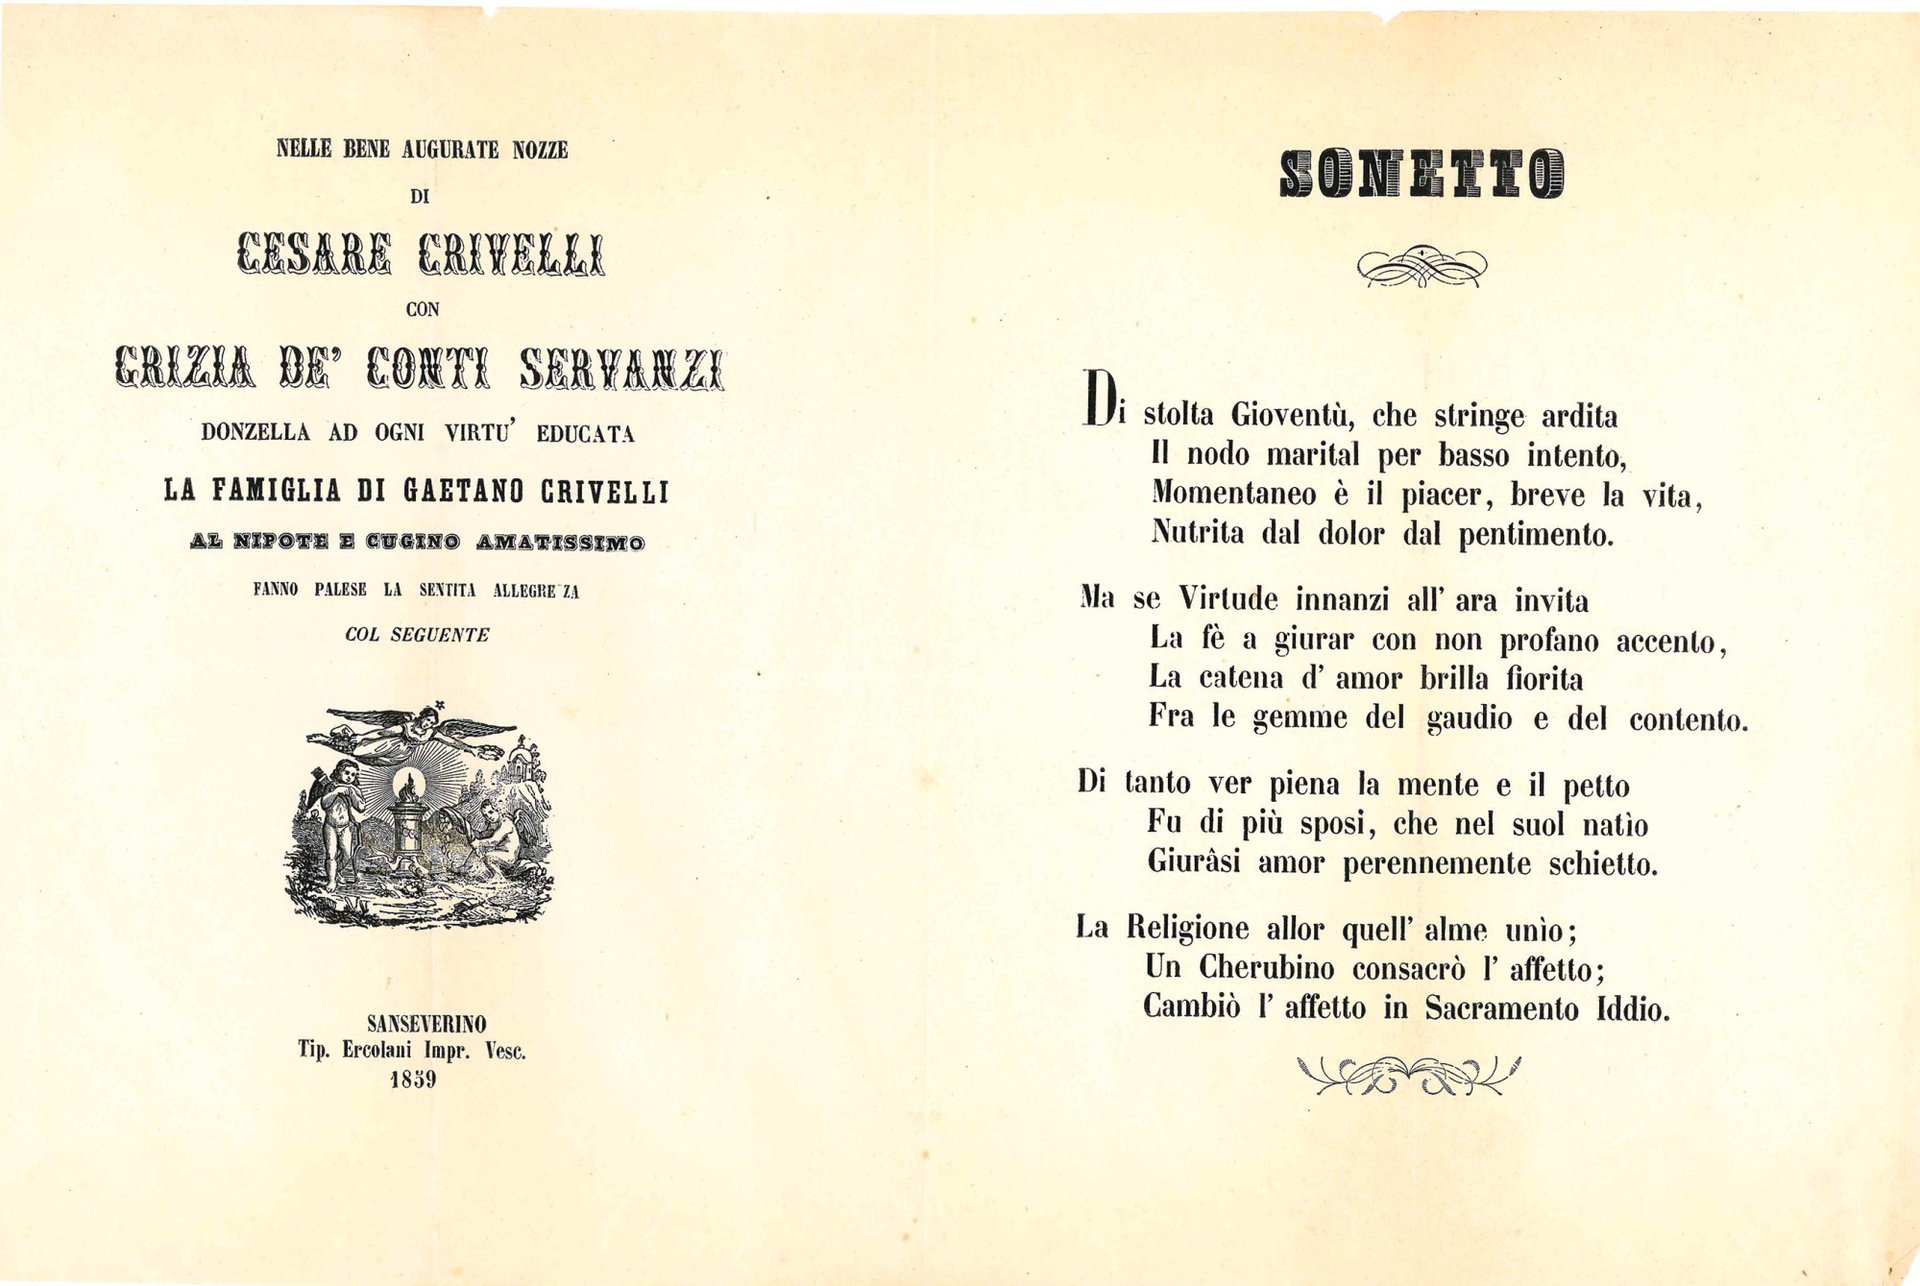 NELLE BENE AUGURATE NOZZE
DI
CESARE CRIVELLI
CON
GRIZIA DE' CONTI SERVANZI
DONZELLA AD OGNI VIRTU' EDUCATA
LA FAMIGLIA DI GAETANO CRIVELLI
AL NIPOTE E CUGINO AMATISSIMO
FANNO PALESE LA SENTITA ALLEGREZZA
COL SEGUENTE
SANSEVERINO
Tip. Ercolani Impr. Vesc.
1859
SONETTO
Di stolta Gioventù, che stringe ardita
Il nodo marital per basso intento,
Momentaneo è il piacer, breve la vita,
Nutrita dal dolor dal pentimento.
Ma se Virtude innanzi all' ara invita
La fè a giurar con non profano accento,
La catena d' amor brilla fiorita
Fra le gemme del gaudio e del contento.
Di tanto ver piena la mente e il petto
Fu di più sposi, che nel suol natìo
Giurâsi amor perennemente schietto.
La Religione allor quell' alme unìo;
Un Cherubino consacrò l' affetto;
Cambiò l' affetto in Sacramento Iddio.